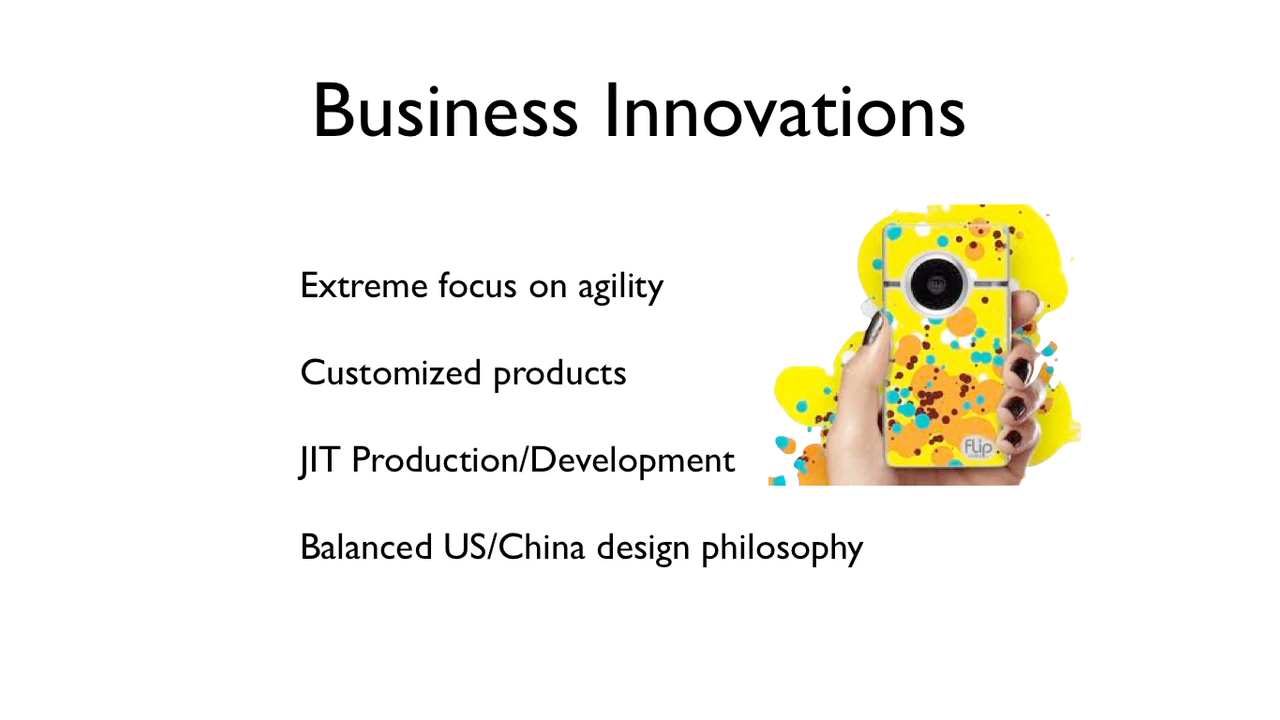 Business Innovations
Extreme focus on agility
Customized products
JIT Production/Development
Balanced US/China design philosophy
flip